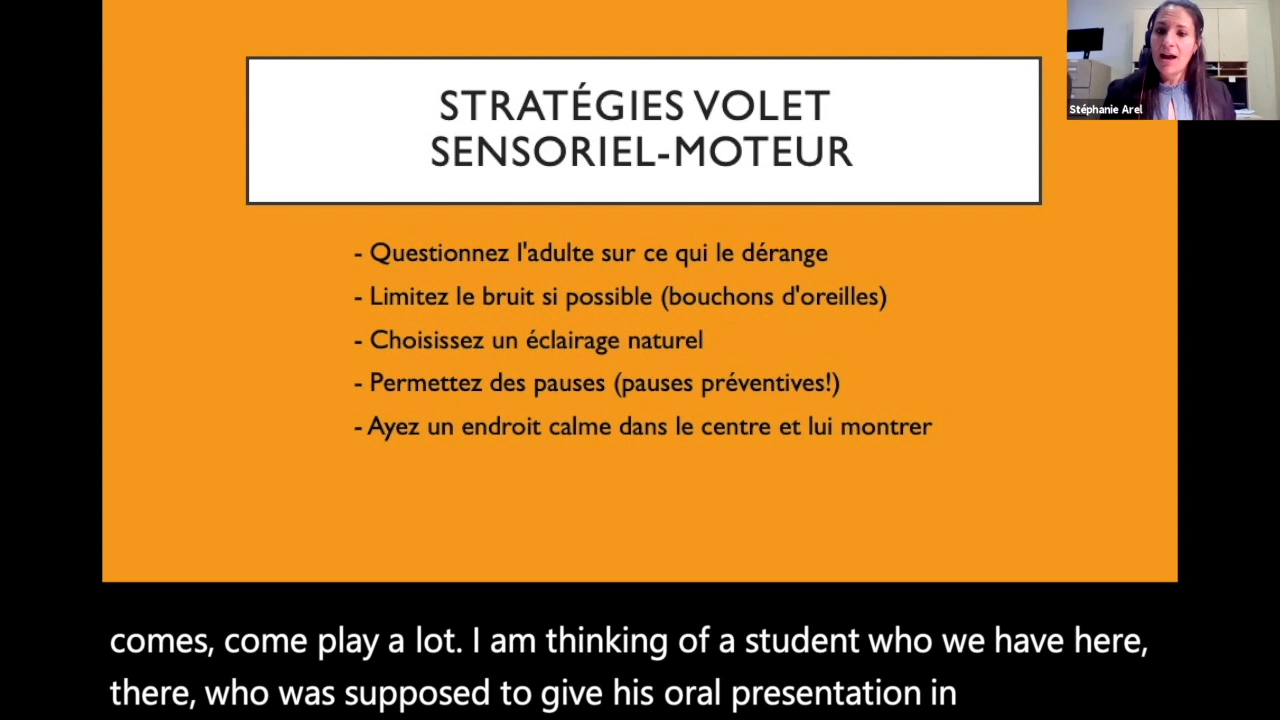 STRATÉGIES VOLET
SENSORIEL-MOTEUR
- Questionnez l'adulte sur ce qui le dérange
- Limitez le bruit si possible (bouchons d'oreilles)
- Choisissez un éclairage naturel
- Permettez des pauses (pauses préventives!)
- Ayez un endroit calme dans le centre et lui montrer
Stéphanie Arel
comes, come play a lot. I am thinking of a student who we have here,
there, who was supposed to give his oral presentation in